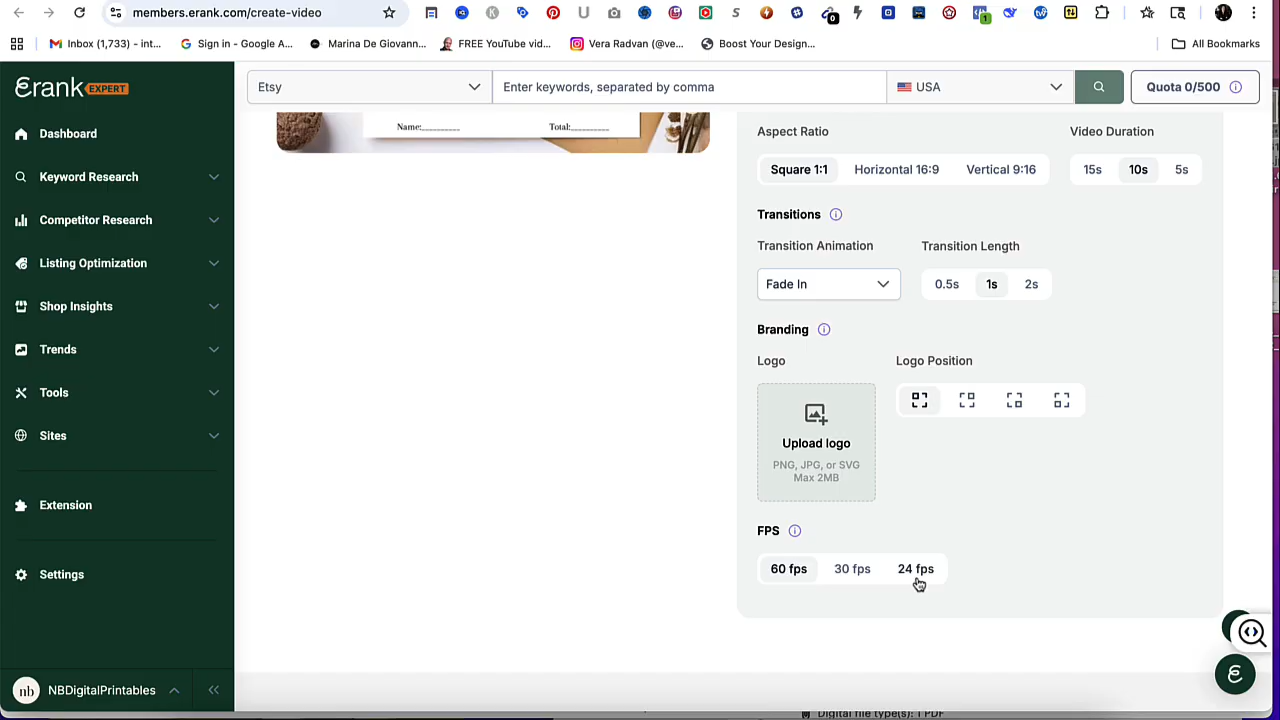 members.erank.com/create-video
0
1
Inbox (1,733) – int...
Sign in - Google A...
Marina De Giovann...
FREE YouTube vid...
Vera Radvan (@ve...
Boost Your Design...
All Bookmarks
erank EXPERT
Etsy
Enter keywords, separated by comma
USA
Quota 0/500
Dashboard
Keyword Research
Competitor Research
Listing Optimization
Shop Insights
Trends
Tools
Sites
Extension
Settings
nb NBDigitalPrintables
Name:_________ Total:_________
Aspect Ratio
Video Duration
Square 1:1
Horizontal 16:9
Vertical 9:16
15s
10s
5s
Transitions
Transition Animation
Transition Length
Fade In
0.5s
1s
2s
Branding
Logo
Logo Position
Upload logo
PNG, JPG, or SVG
Max 2MB
FPS
60 fps
30 fps
24 fps
Digital file type(s): 1 PDF